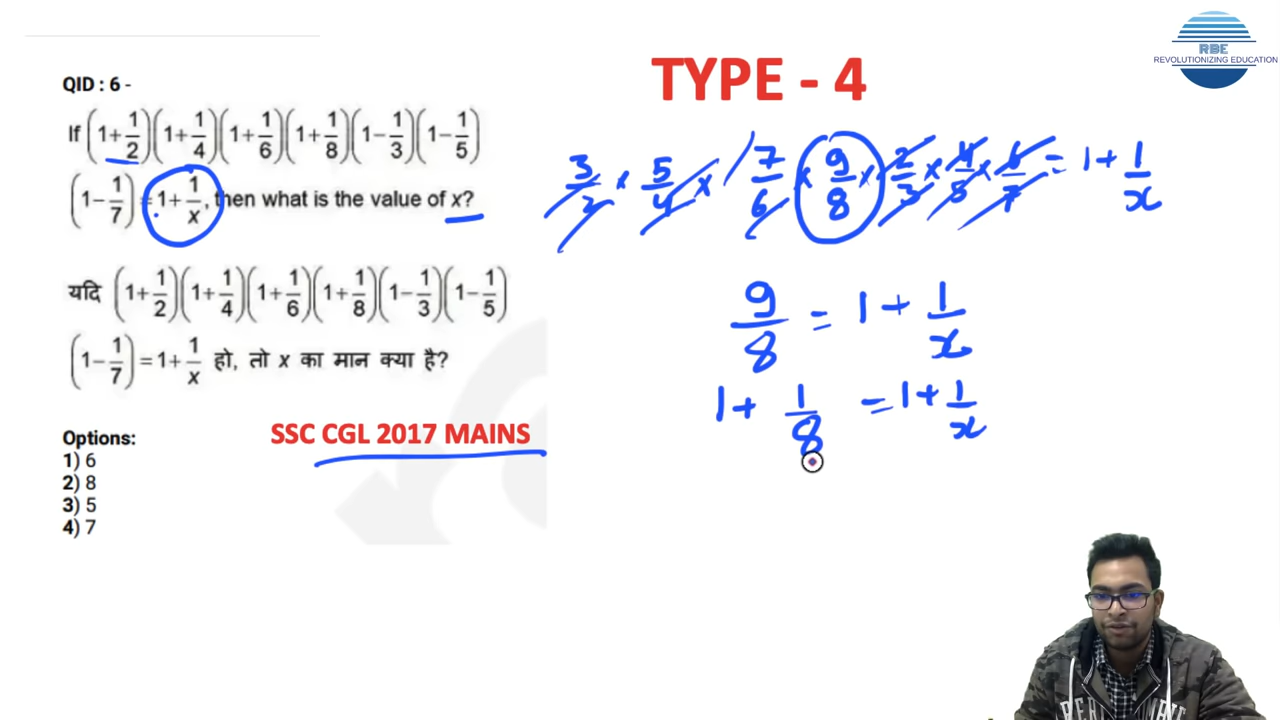 RBE
REVOLUTIONIZING EDUCATION
TYPE - 4
QID : 6 -
If (1+1/2)(1+1/4)(1+1/6)(1+1/8)(1-1/3)(1-1/5)
(1-1/7) = 1+1/x, then what is the value of x?
यदि (1+1/2)(1+1/4)(1+1/6)(1+1/8)(1-1/3)(1-1/5)
(1-1/7) = 1+1/x हो, तो x का मान क्या है?
Options:
1) 6
2) 8
3) 5
4) 7
SSC CGL 2017 MAINS
3/2 × 5/4 × 7/6 × 9/8 × 2/3 × 4/5 × 6/7 = 1+1/x
9/8 = 1+1/x
1+1/8 = 1+1/x